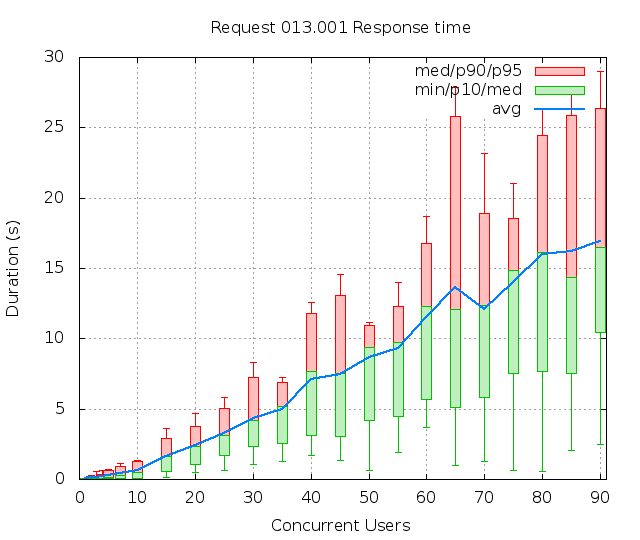 Request 013.001 Response time
30
25
20
15
10
5
0
Duration (s)
med/p90/p95
min/p10/med
avg
0 10 20 30 40 50 60 70 80 90
Concurrent Users